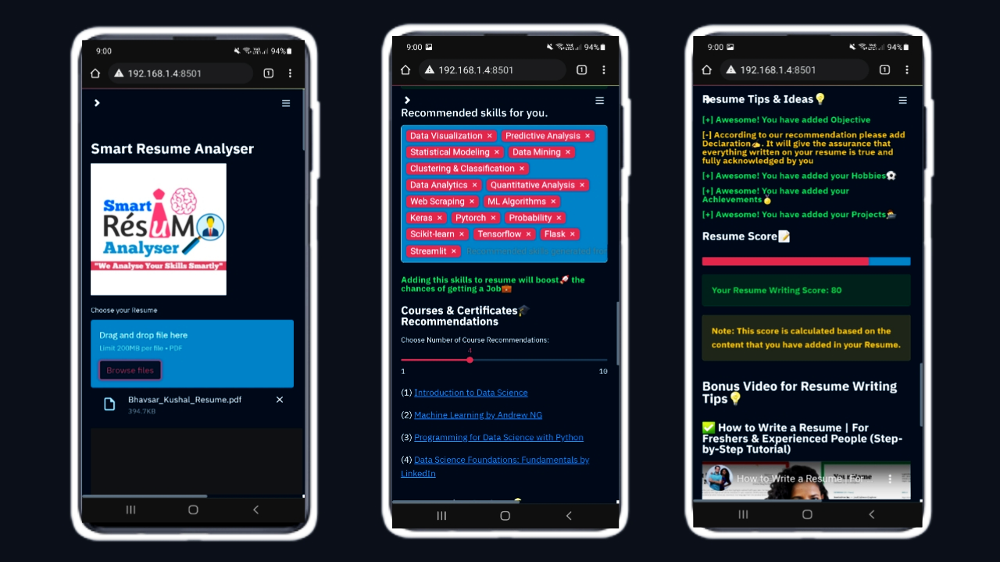 9:00
94%
192.168.1.4:8501
1
Smart Resume Analyser
Smart
RésuMe
Analyser
"We Analyse Your Skills Smartly"
Choose your Resume
Drag and drop file here
Limit 200MB per file • PDF
Browse files
Bhavsar_Kushal_Resume.pdf
394.7KB
9:00
94%
192.168.1.4:8501
1
Recommended skills for you.
Data Visualization × Predictive Analysis ×
Statistical Modeling × Data Mining ×
Clustering & Classification ×
Data Analytics × Quantitative Analysis ×
Web Scraping × ML Algorithms ×
Keras × Pytorch × Probability ×
Scikit-learn × Tensorflow × Flask ×
Streamlit × Recommended skills generated fro
Adding this skills to resume will boost🚀 the
chances of getting a Job💼
Courses & Certificates🎓
Recommendations
Choose Number of Course Recommendations:
4
1 10
(1) Introduction to Data Science
(2) Machine Learning by Andrew NG
(3) Programming for Data Science with Python
(4) Data Science Foundations: Fundamentals by
LinkedIn
9:00
94%
192.168.1.4:8501
1
Resume Tips & Ideas💡
[+] Awesome! You have added Objective
[-] According to our recommendation please add
Declaration✍. It will give the assurance that
everything written on your resume is true and
fully acknowledged by you
[+] Awesome! You have added your Hobbies⚽
[+] Awesome! You have added your
Achievements🏅
[+] Awesome! You have added your Projects👨‍💻
Resume Score📝
Your Resume Writing Score: 80
Note: This score is calculated based on the
content that you have added in your Resume.
Bonus Video for Resume Writing
Tips💡
✅ How to Write a Resume | For
Freshers & Experienced People (Step-
by-Step Tutorial)
How to Write a Resume | For